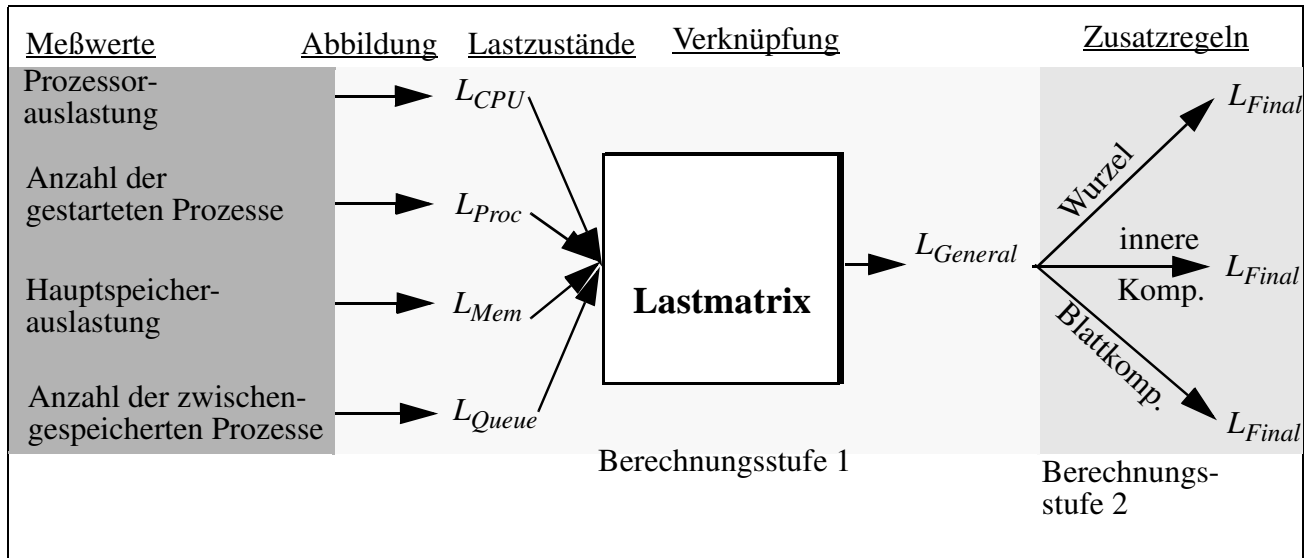 Meßwerte
Abbildung
Lastzustände
Verknüpfung
Zusatzregeln
Prozessor-
auslastung
L_CPU
L_Final
Anzahl der
gestarteten Prozesse
L_Proc
Wurzel
L_General
innere
Komp.
L_Final
Hauptspeicher-
auslastung
L_Mem
Lastmatrix
Blattkomp.
Anzahl der zwischen-
gespeicherten Prozesse
L_Queue
L_Final
Berechnungsstufe 1
Berechnungs-
stufe 2